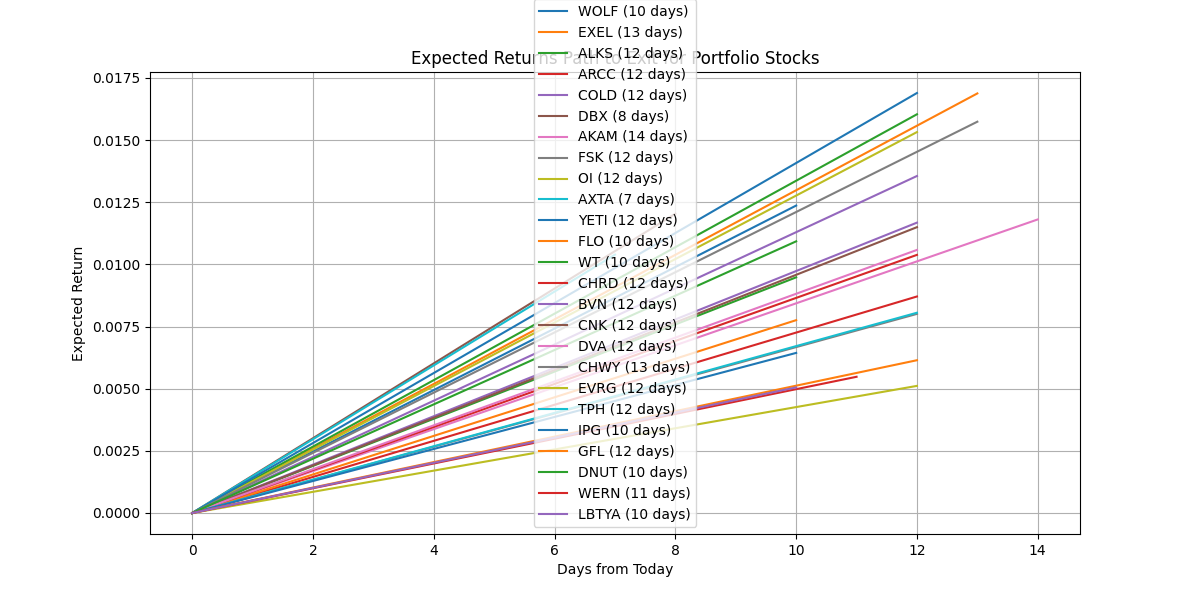 Expected Returns Path to Exit for Portfolio Stocks
WOLF (10 days)
EXEL (13 days)
ALKS (12 days)
ARCC (12 days)
COLD (12 days)
DBX (8 days)
AKAM (14 days)
FSK (12 days)
OI (12 days)
AXTA (7 days)
YETI (12 days)
FLO (10 days)
WT (10 days)
CHRD (12 days)
BVN (12 days)
CNK (12 days)
DVA (12 days)
CHWY (13 days)
EVRG (12 days)
TPH (12 days)
IPG (10 days)
GFL (12 days)
DNUT (10 days)
WERN (11 days)
LBTYA (10 days)
Expected Return
0.0175
0.0150
0.0125
0.0100
0.0075
0.0050
0.0025
0.0000
0 2 4 6 8 10 12 14
Days from Today